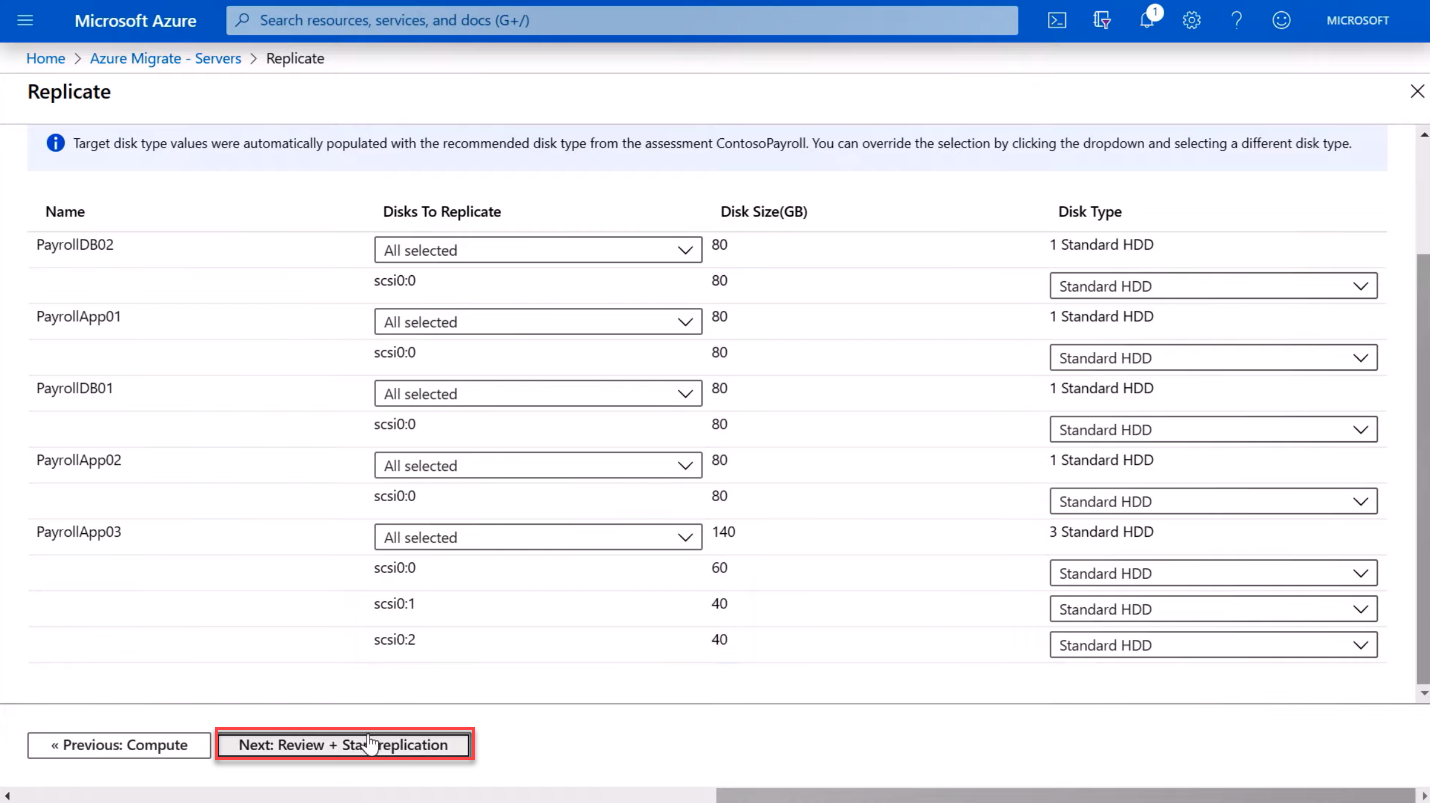 Microsoft Azure Search resources, services, and docs (G+/) 1 MICROSOFT
Home > Azure Migrate - Servers > Replicate
Replicate
Target disk type values were automatically populated with the recommended disk type from the assessment ContosoPayroll. You can override the selection by clicking the dropdown and selecting a different disk type.
Name Disks To Replicate Disk Size(GB) Disk Type
PayrollDB02 All selected 80 1 Standard HDD
scsi0:0 80 Standard HDD
PayrollApp01 All selected 80 1 Standard HDD
scsi0:0 80 Standard HDD
PayrollDB01 All selected 80 1 Standard HDD
scsi0:0 80 Standard HDD
PayrollApp02 All selected 80 1 Standard HDD
scsi0:0 80 Standard HDD
PayrollApp03 All selected 140 3 Standard HDD
scsi0:0 60 Standard HDD
scsi0:1 40 Standard HDD
scsi0:2 40 Standard HDD
« Previous: Compute Next: Review + Start replication